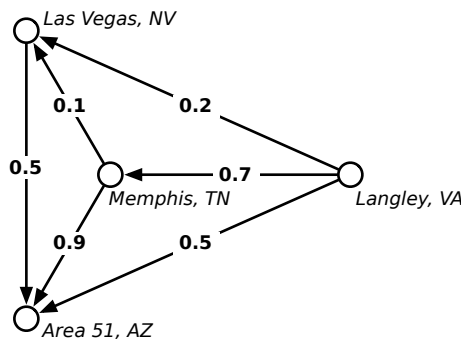 Las Vegas, NV
0.1
0.2
0.5
0.7
Memphis, TN
Langley, VA
0.9
0.5
Area 51, AZ